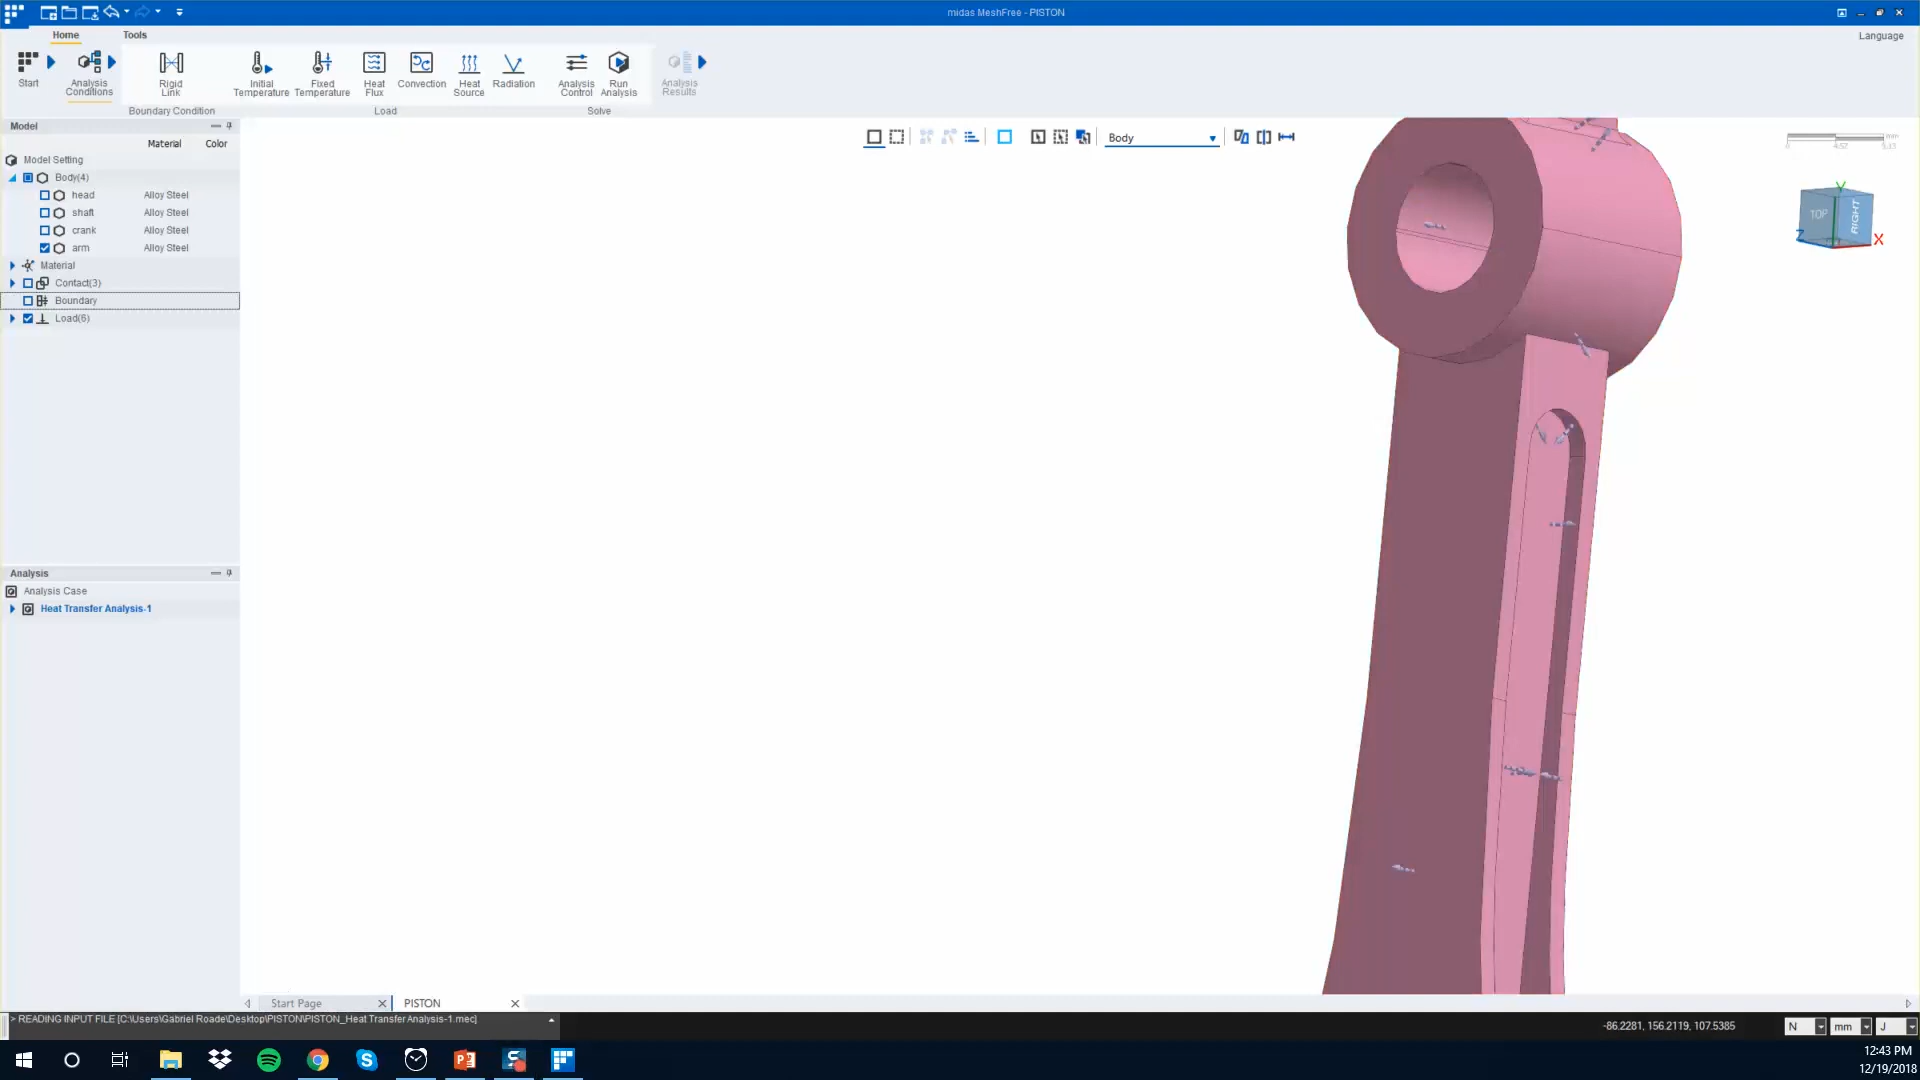 midas MeshFree - PISTON
Home Tools Language
Start
Analysis Conditions
Rigid Link
Initial Temperature
Fixed Temperature
Heat Flux
Convection
Heat Source
Radiation
Analysis Control
Run Analysis
Analysis Results
Boundary Condition Load Solve
Model
Material Color
Model Setting
Body(4)
head Alloy Steel
shaft Alloy Steel
crank Alloy Steel
arm Alloy Steel
Material
Contact(3)
Boundary
Load(6)
Body
mm
0
TOP RIGHT
Y
Z
X
Analysis
Analysis Case
Heat Transfer Analysis-1
Start Page PISTON
> READING INPUT FILE [C:\Users\Gabriel Roade\Desktop\PISTON\PISTON_Heat Transfer Analysis-1.mec]
-86.2281, 156.2119, 107.5385
N mm J
12:43 PM
12/19/2018